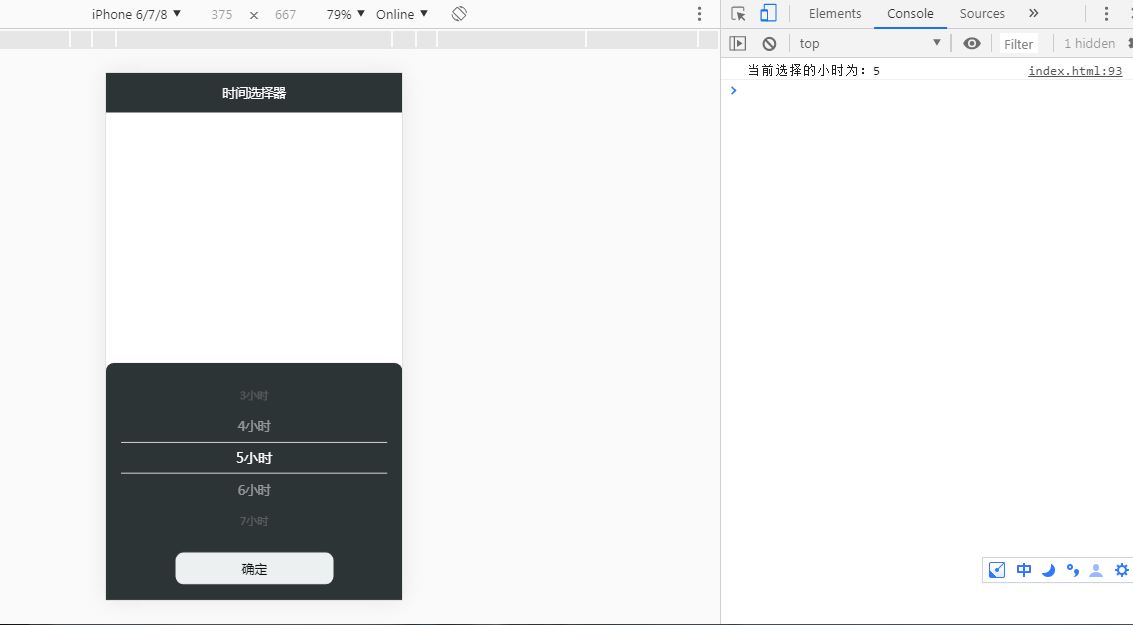 iPhone 6/7/8 ▼ 375 × 667 79% ▼ Online ▼
Elements Console Sources »
top ▼ Filter 1 hidden
当前选择的小时为：5 index.html:93
时间选择器
3小时
4小时
5小时
6小时
7小时
确定
中